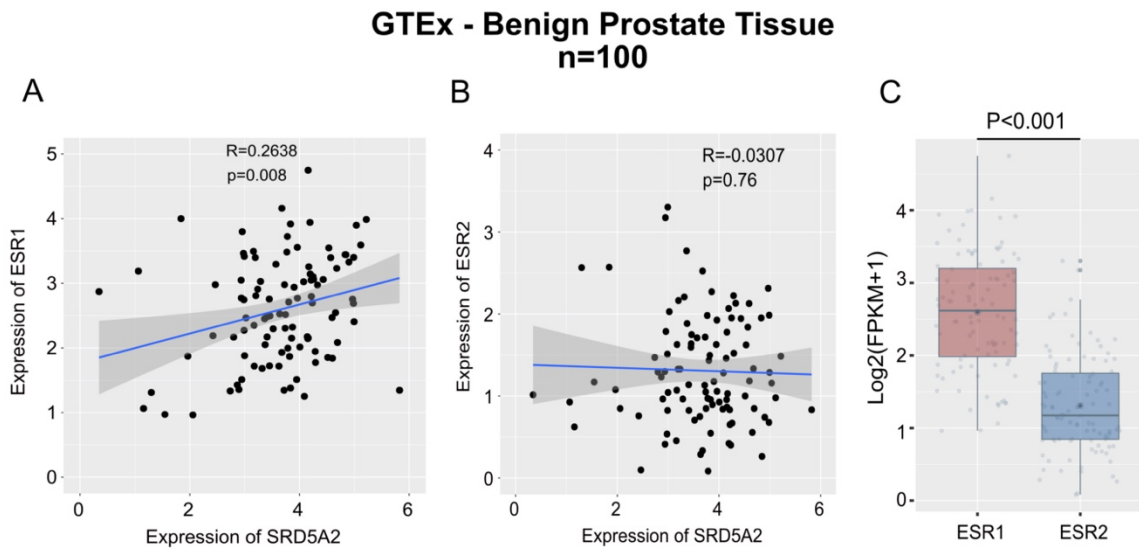 GTEx - Benign Prostate Tissue
n=100
A
R=0.2638
p=0.008
Expression of ESR1
5
4
3
2
1
0
0
2
4
6
Expression of SRD5A2
B
R=-0.0307
p=0.76
Expression of ESR2
4
3
2
1
0
0
2
4
6
Expression of SRD5A2
C
P<0.001
Log2(FPKM+1)
4
3
2
1
0
ESR1
ESR2